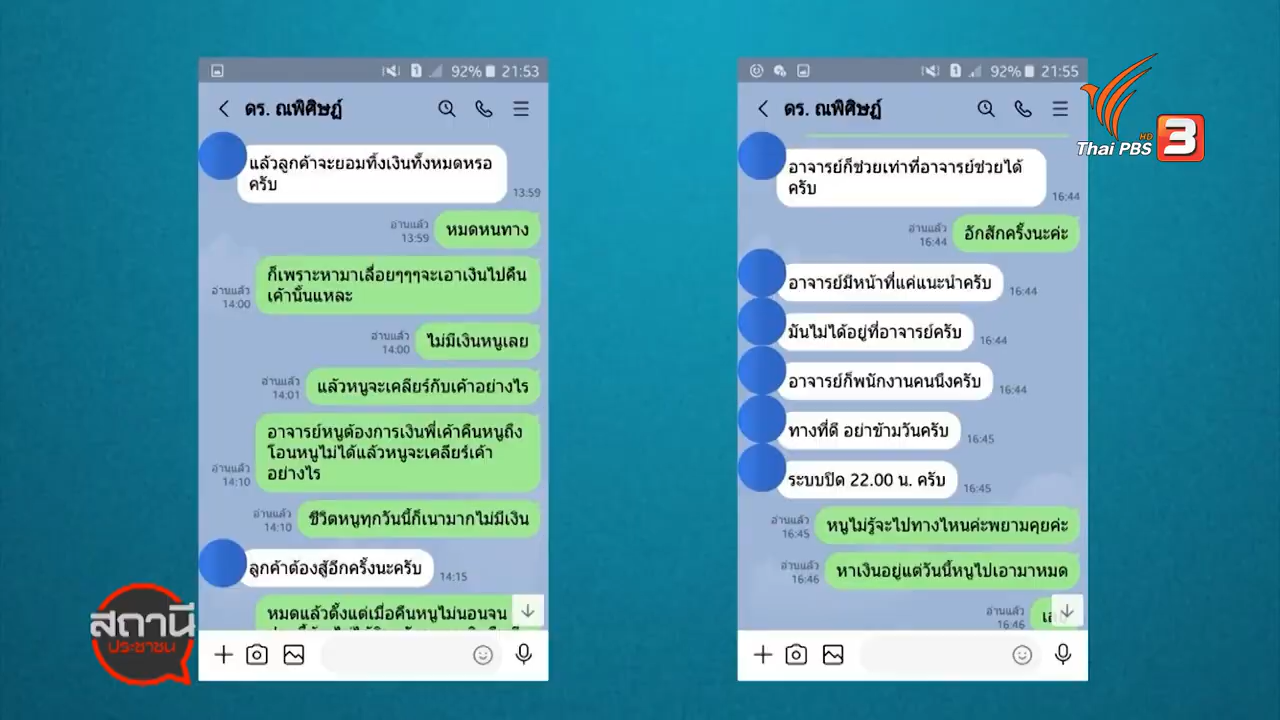 92% 21:53
ดร. ณพิศิษฏ์
แล้วลูกค้าจะยอมทิ้งเงินทั้งหมดหรอ
ครับ
13:59
อ่านแล้ว
13:59
หมดหนทาง
ก็เพราะหามาเลื่อยๆๆๆจะเอาเงินไปคืน
เค้านั้นแหละ
อ่านแล้ว
14:00
ไม่มีเงินหนูเลย
อ่านแล้ว
14:00
แล้วหนูจะเคลียร์กับเค้าอย่างไร
อ่านแล้ว
14:01
อาจารย์หนูต้องการเงินพี่เค้าคืนหนูถึง
โอนหนูไม่ได้แล้วหนูจะเคลียร์เค้า
อย่างไร
อ่านแล้ว
14:10
ชีวิตหนูทุกวันนี้ก็เนามากไม่มีเงิน
อ่านแล้ว
14:10
ลูกค้าต้องสู้อีกครั้งนะครับ
14:15
หมดแล้วตั้งแต่เมื่อคืนหนูไม่นอนจน
92% 21:55
ดร. ณพิศิษฏ์
อาจารย์ก็ช่วยเท่าที่อาจารย์ช่วยได้
ครับ
16:44
อ่านแล้ว
16:44
อักสักครั้งนะค่ะ
อาจารย์มีหน้าที่แค่แนะนำครับ
16:44
มันไม่ได้อยู่ที่อาจารย์ครับ
16:44
อาจารย์ก็พนักงานคนนึงครับ
16:44
ทางที่ดี อย่าข้ามวันครับ
16:45
ระบบปิด 22.00 น. ครับ
16:45
หนูไม่รู้จะไปทางไหนค่ะพยามคุยค่ะ
อ่านแล้ว
16:45
หาเงินอยู่แต่วันนี้หนูไปเอามาหมด
อ่านแล้ว
16:46
อ่านแล้ว
16:46
Thai PBS HD 3
สถานี
ประชาชน